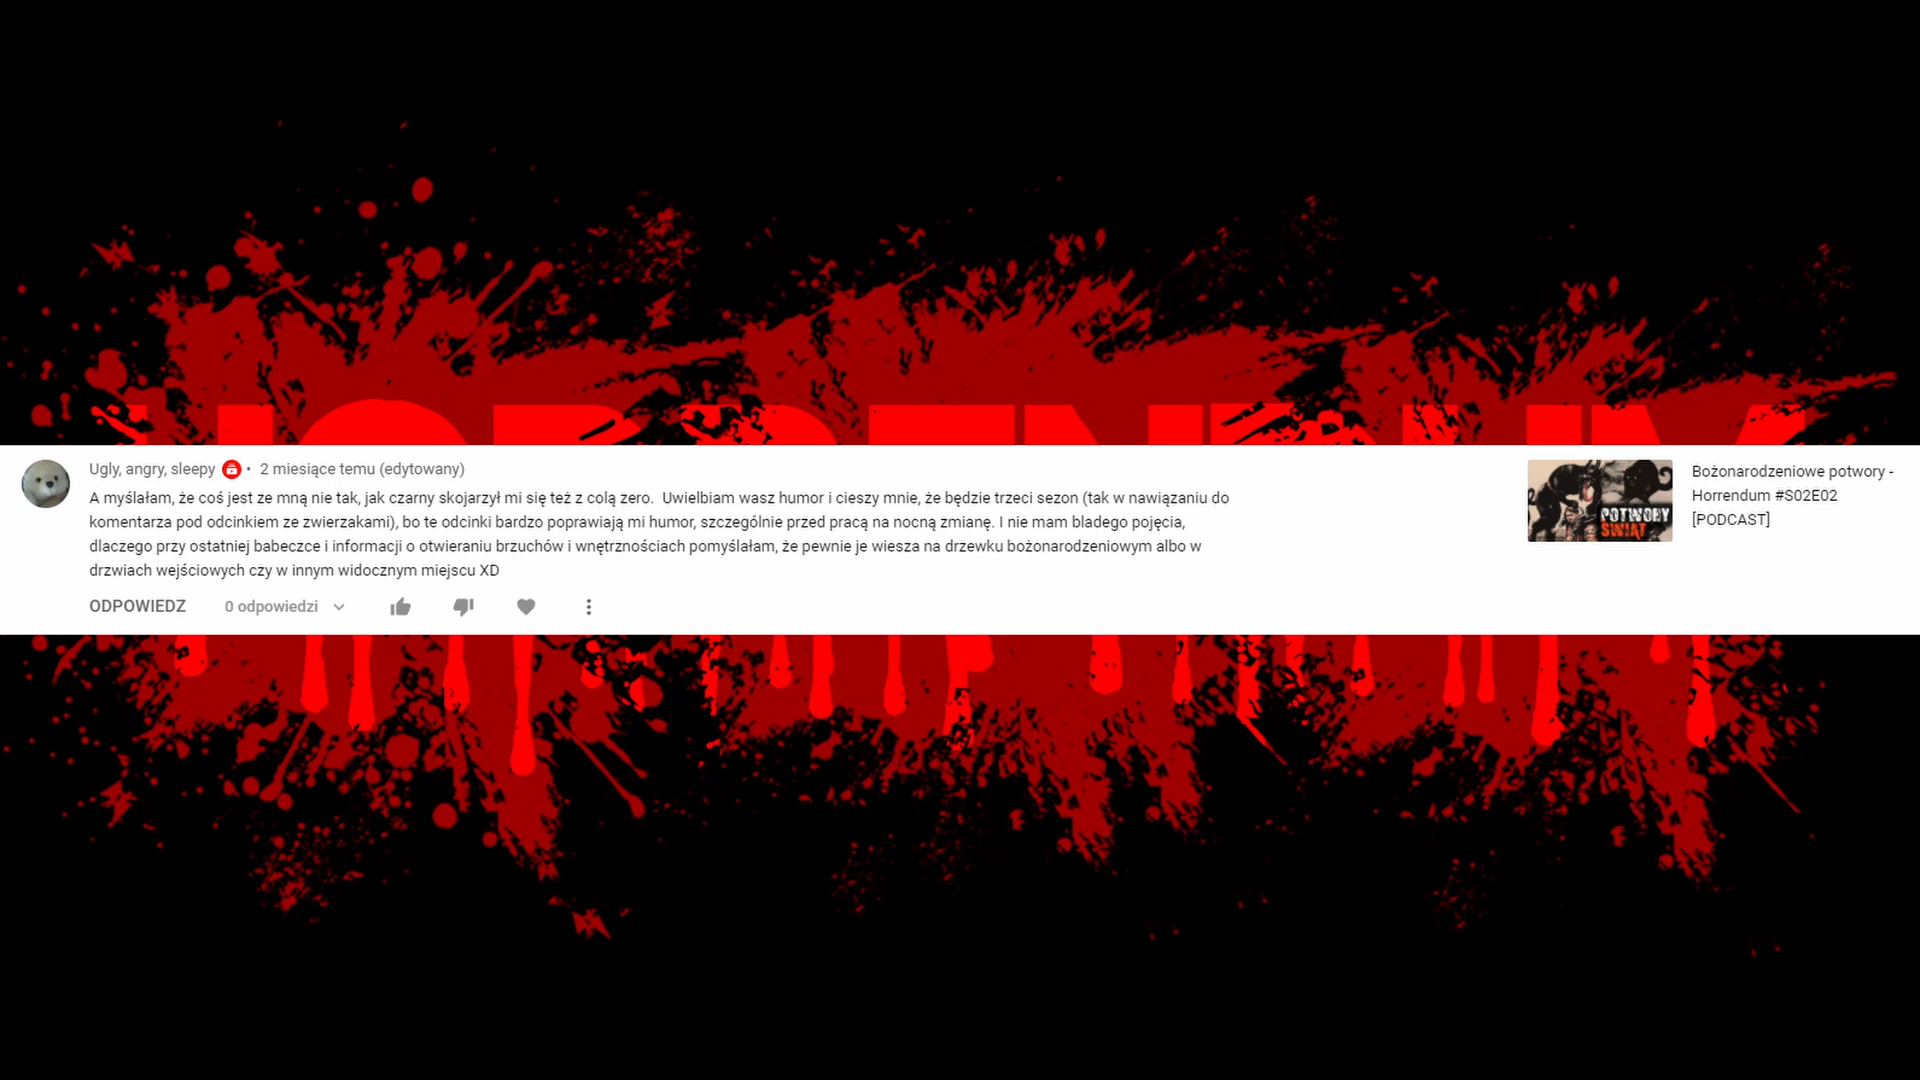 HORRENDUM
Ugly, angry, sleepy • 2 miesiące temu (edytowany)
A myślałam, że coś jest ze mną nie tak, jak czarny skojarzył mi się też z colą zero. Uwielbiam wasz humor i cieszy mnie, że będzie trzeci sezon (tak w nawiązaniu do
komentarza pod odcinkiem ze zwierzakami), bo te odcinki bardzo poprawiają mi humor, szczególnie przed pracą na nocną zmianę. I nie mam bladego pojęcia,
dlaczego przy ostatniej babeczce i informacji o otwieraniu brzuchów i wnętrznościach pomyślałam, że pewnie je wiesza na drzewku bożonarodzeniowym albo w
drzwiach wejściowych czy w innym widocznym miejscu XD
ODPOWIEDZ 0 odpowiedzi
POTWORY
ŚWIĄT
Bożonarodzeniowe potwory -
Horrendum #S02E02
[PODCAST]